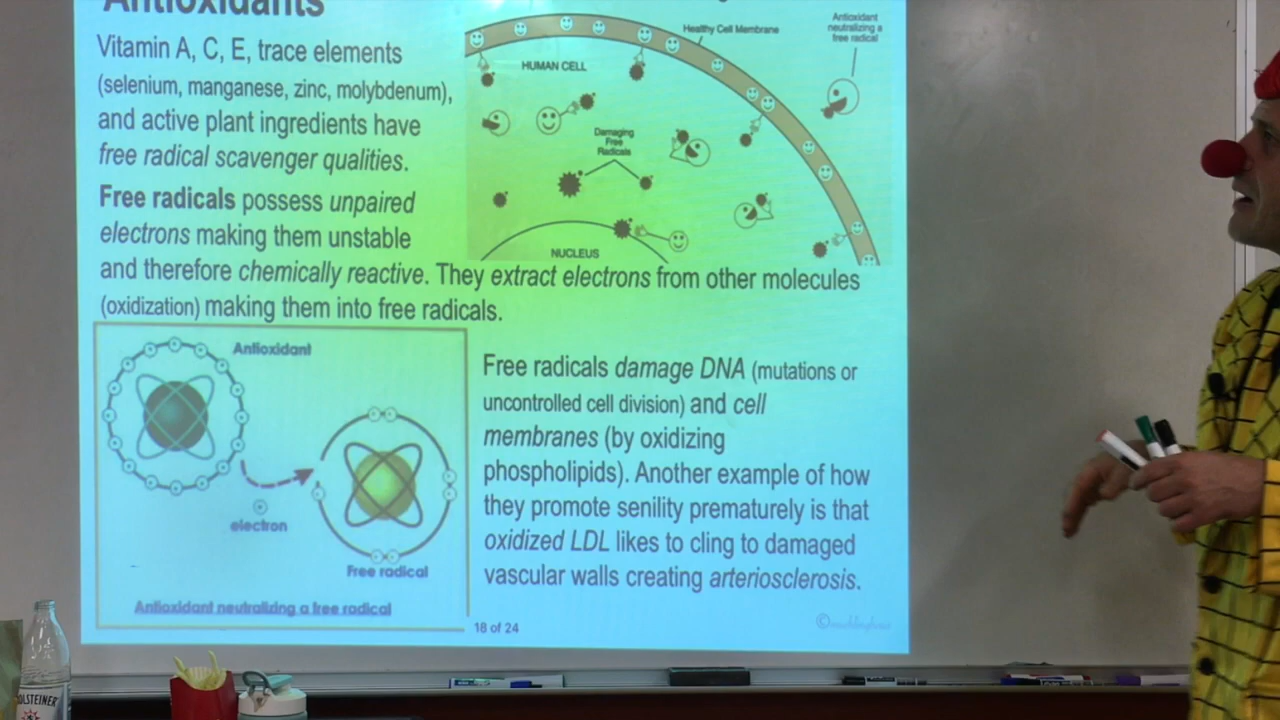 Antioxidants
Vitamin A, C, E, trace elements
(selenium, manganese, zinc, molybdenum),
and active plant ingredients have
free radical scavenger qualities.
Free radicals possess unpaired
electrons making them unstable
and therefore chemically reactive. They extract electrons from other molecules
(oxidization) making them into free radicals.
Healthy Cell Membrane
Antioxidant
neutralizing a
free radical
HUMAN CELL
Damaging
Free
Radicals
NUCLEUS
Antioxidant
electron
Free radical
Antioxidant neutralizing a free radical
Free radicals damage DNA (mutations or
uncontrolled cell division) and cell
membranes (by oxidizing
phospholipids). Another example of how
they promote senility prematurely is that
oxidized LDL likes to cling to damaged
vascular walls creating arteriosclerosis.
18 of 24
©
OLSTEINER